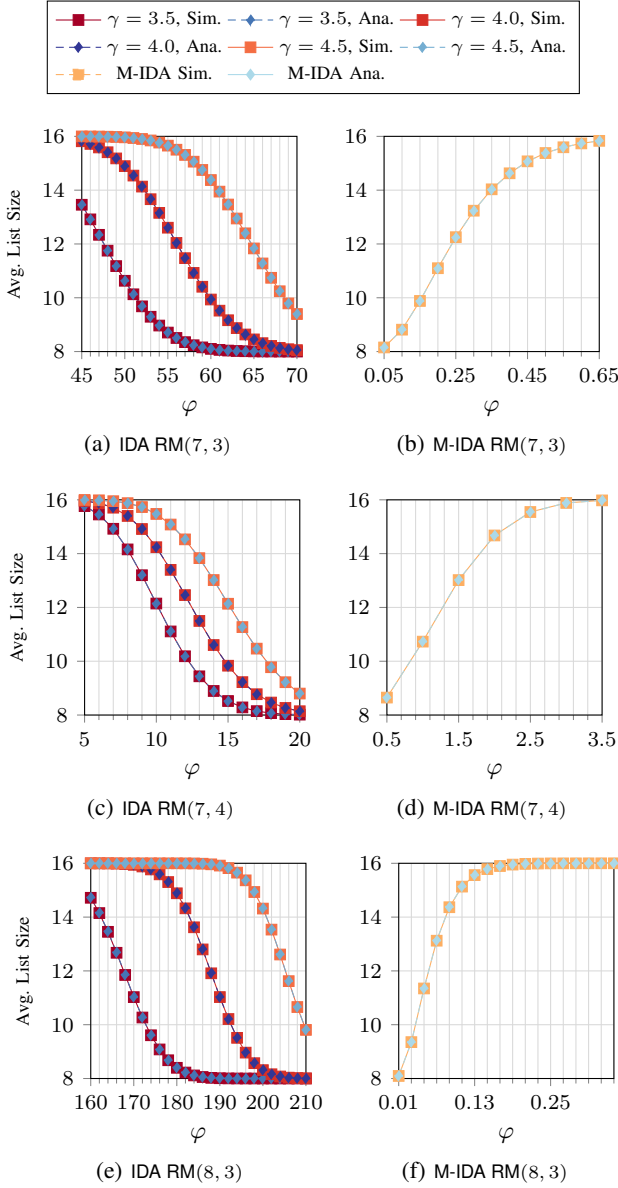 γ = 3.5, Sim. γ = 3.5, Ana. γ = 4.0, Sim.
γ = 4.0, Ana. γ = 4.5, Sim. γ = 4.5, Ana.
M-IDA Sim. M-IDA Ana.
Avg. List Size
16
14
12
10
8
45 50 55 60 65 70
φ
(a) IDA RM(7, 3)
16
14
12
10
8
0.05 0.25 0.45 0.65
φ
(b) M-IDA RM(7, 3)
Avg. List Size
16
14
12
10
8
5 10 15 20
φ
(c) IDA RM(7, 4)
16
14
12
10
8
0.5 1.5 2.5 3.5
φ
(d) M-IDA RM(7, 4)
Avg. List Size
16
14
12
10
8
160 170 180 190 200 210
φ
(e) IDA RM(8, 3)
16
14
12
10
8
0.01 0.13 0.25
φ
(f) M-IDA RM(8, 3)